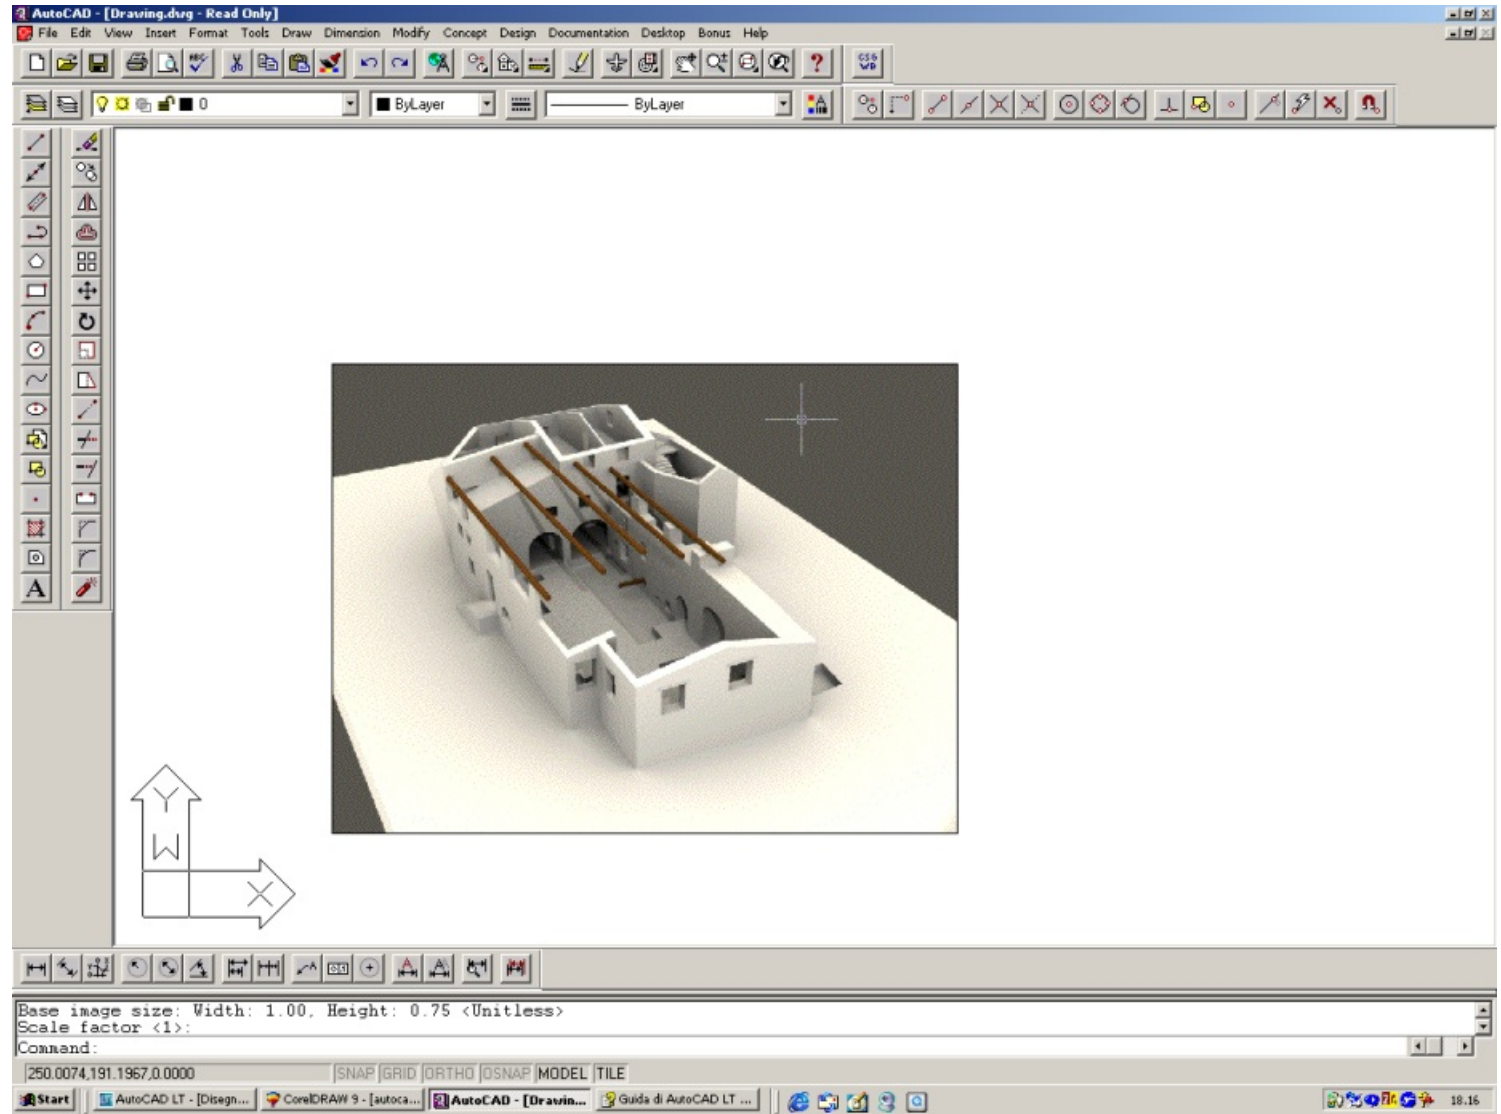 AutoCAD - [Drawing.dwg - Read Only]
File Edit View Insert Format Tools Draw Dimension Modify Concept Design Documentation Desktop Bonus Help
0 ByLayer ByLayer
A
Y
W
X
Base image size: Width: 1.00, Height: 0.75 <Unitless>
Scale factor <1>:
Command:
250.0074,191.1967,0.0000 SNAP GRID ORTHO OSNAP MODEL TILE
Start AutoCAD LT - [Disegn... CorelDRAW 9 - [autoca... AutoCAD - [Drawin... Guida di AutoCAD LT ... 18.16